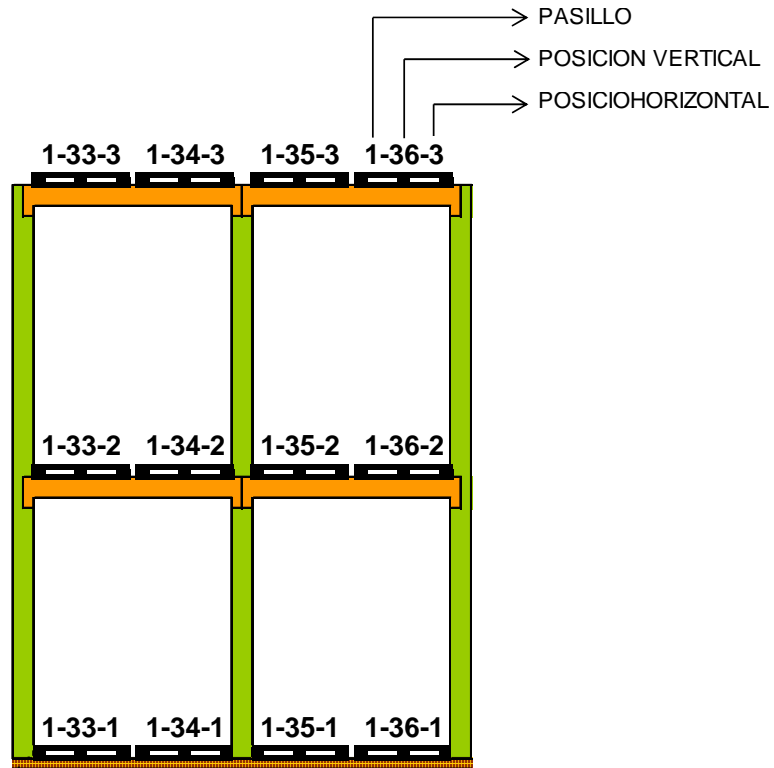 PASILLO
POSICION VERTICAL
POSICIOHORIZONTAL
1-33-3 1-34-3 1-35-3 1-36-3
1-33-2 1-34-2 1-35-2 1-36-2
1-33-1 1-34-1 1-35-1 1-36-1